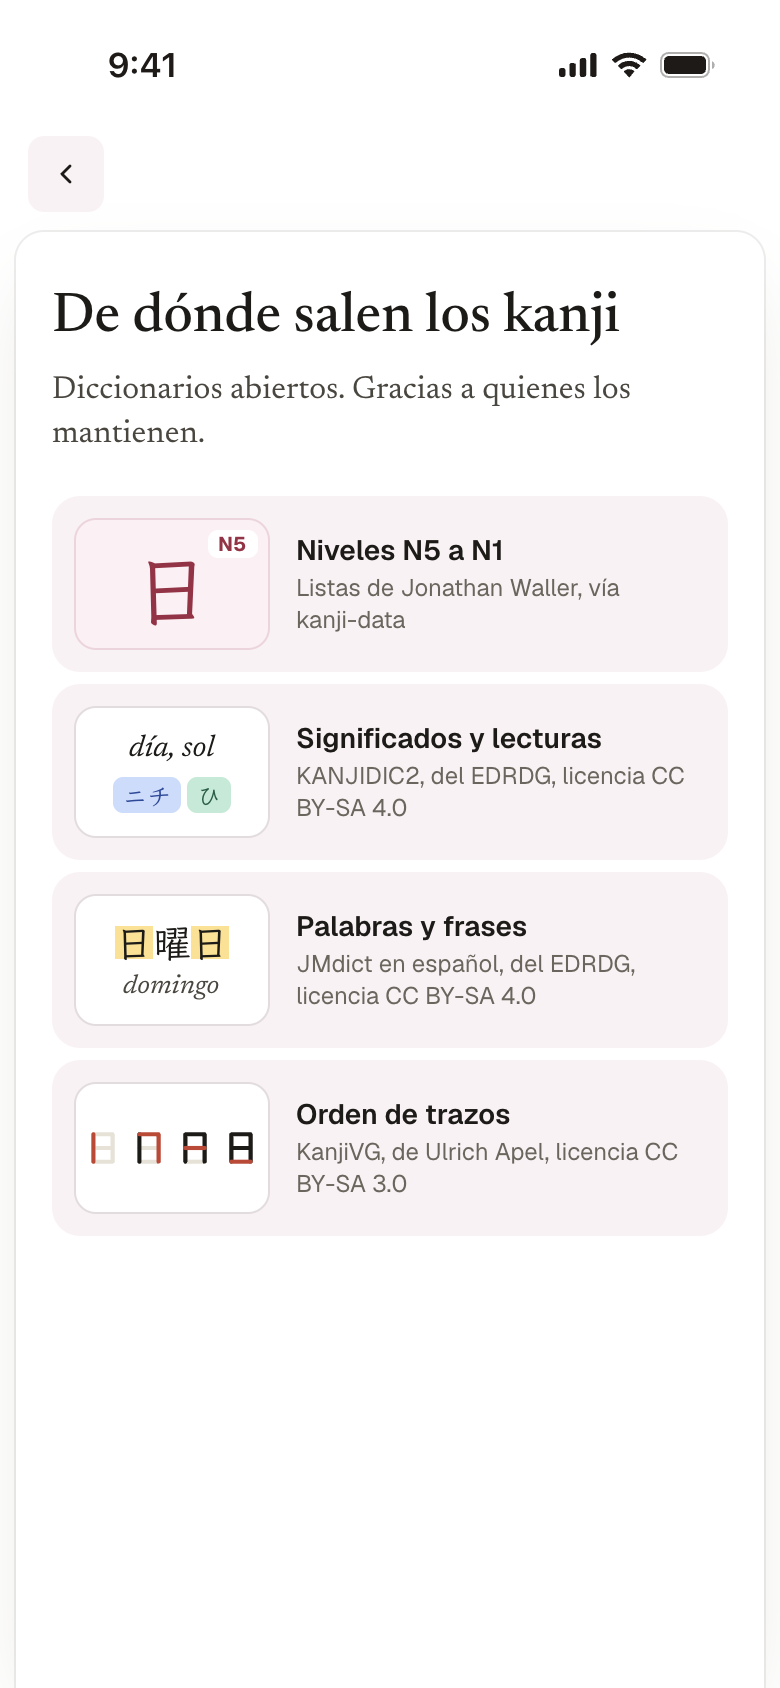 9:41
De dónde salen los kanji
Diccionarios abiertos. Gracias a quienes los
mantienen.
N5
日
Niveles N5 a N1
Listas de Jonathan Waller, vía
kanji-data
día, sol
ニチ ひ
Significados y lecturas
KANJIDIC2, del EDRDG, licencia CC
BY-SA 4.0
日曜日
domingo
Palabras y frases
JMdict en español, del EDRDG,
licencia CC BY-SA 4.0
Orden de trazos
KanjiVG, de Ulrich Apel, licencia CC
BY-SA 3.0